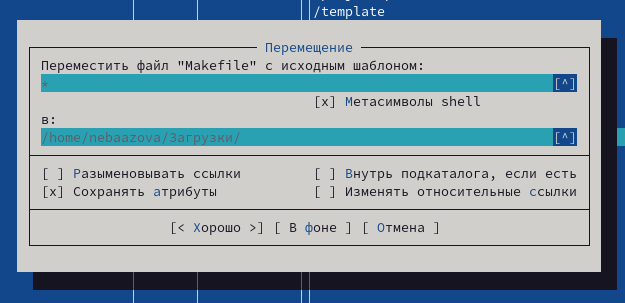 /template
Перемещение
Переместить файл "Makefile" с исходным шаблоном:
* [^]
[x] Метасимволы shell
в:
/home/nebaazova/Загрузки/ [^]
[ ] Разыменовывать ссылки [ ] Внутрь подкаталога, если есть
[x] Сохранять атрибуты [ ] Изменять относительные ссылки
[< Хорошо >] [ В фоне ] [ Отмена ]